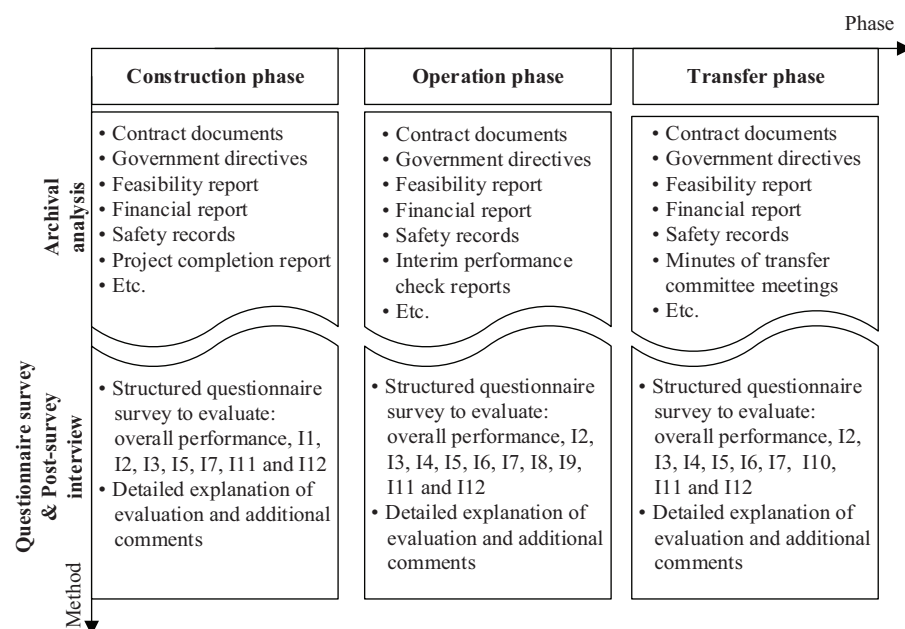 Phase
Construction phase
Operation phase
Transfer phase
Archival
analysis
• Contract documents
• Government directives
• Feasibility report
• Financial report
• Safety records
• Project completion report
• Etc.
• Contract documents
• Government directives
• Feasibility report
• Financial report
• Safety records
• Interim performance
check reports
• Etc.
• Contract documents
• Government directives
• Feasibility report
• Financial report
• Safety records
• Minutes of transfer
committee meetings
• Etc.
Questionnaire survey
& Post-survey
interview
• Structured questionnaire
survey to evaluate:
overall performance, I1,
I2, I3, I5, I7, I11 and I12
• Detailed explanation of
evaluation and additional
comments
• Structured questionnaire
survey to evaluate:
overall performance, I2,
I3, I4, I5, I6, I7, I8, I9,
I11 and I12
• Detailed explanation of
evaluation and additional
comments
• Structured questionnaire
survey to evaluate:
overall performance, I2,
I3, I4, I5, I6, I7, I10,
I11 and I12
• Detailed explanation of
evaluation and additional
comments
Method